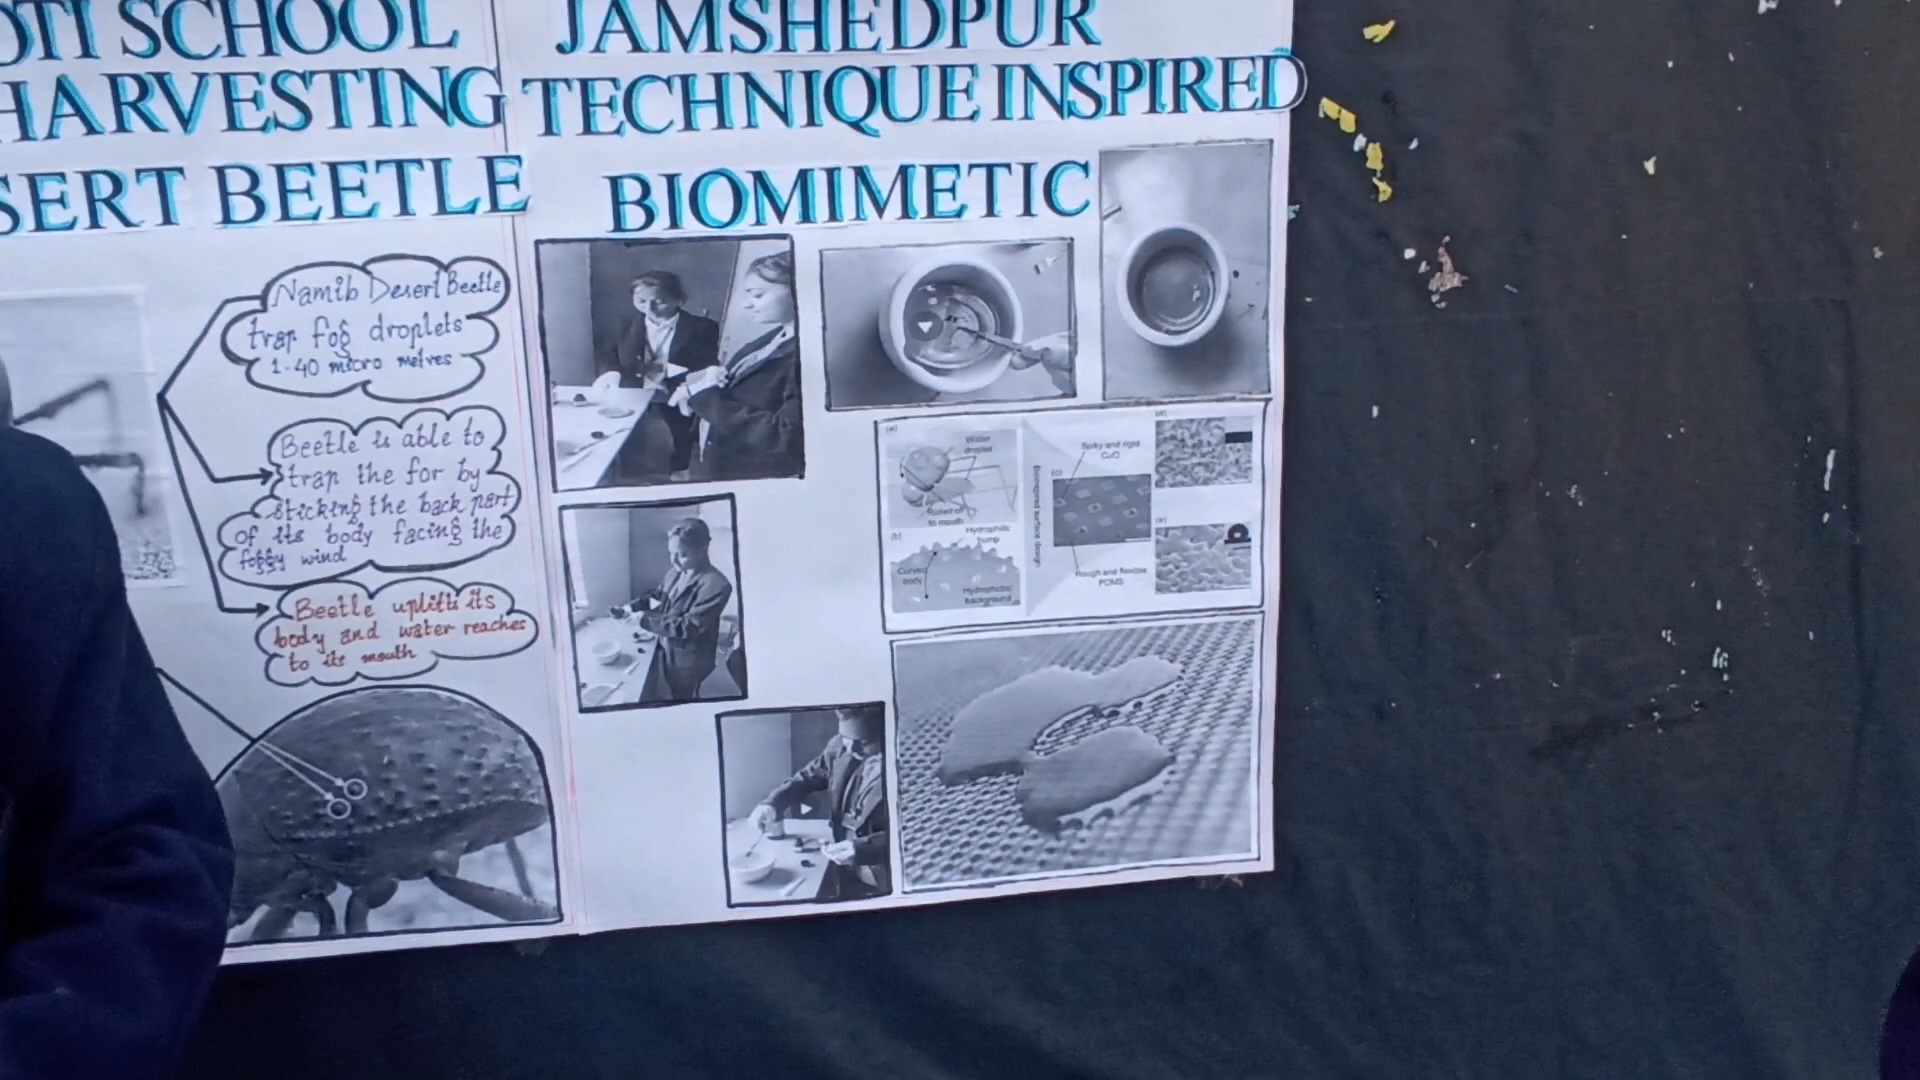 OTI SCHOOL JAMSHEDPUR
HARVESTING TECHNIQUE INSPIRED
SERT BEETLE BIOMIMETIC
Namib Desert Beetle
trap fog droplets
1-40 micro metres
Beetle is able to
trap the for by
sticking the back part
of its body facing the
foggy wind
Beetle uplifts its
body and water reaches
to its mouth
(a)
Water
droplet
Rolled off
to mouth
(b)
Hydrophilic
bump
Curved
body
Hydrophobic
background
Bioinspired surface design
(c)
Spiky and rigid
CuO
Rough and flexible
PDMS
(d)
(e)